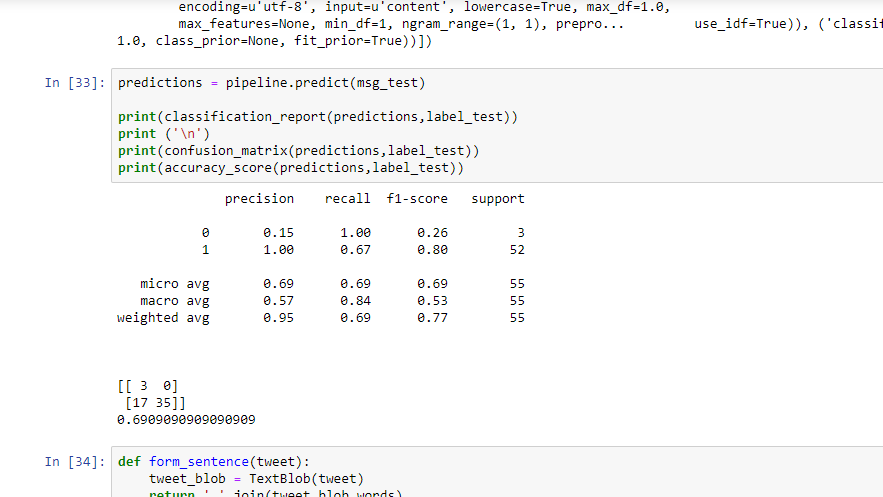 encoding=u'utf-8', input=u'content', lowercase=True, max_df=1.0,
max_features=None, min_df=1, ngram_range=(1, 1), prepro... use_idf=True)), ('classif
1.0, class_prior=None, fit_prior=True))])
In [33]: predictions = pipeline.predict(msg_test)
print(classification_report(predictions,label_test))
print ('\n')
print(confusion_matrix(predictions,label_test))
print(accuracy_score(predictions,label_test))
precision recall f1-score support
0 0.15 1.00 0.26 3
1 1.00 0.67 0.80 52
micro avg 0.69 0.69 0.69 55
macro avg 0.57 0.84 0.53 55
weighted avg 0.95 0.69 0.77 55
[[ 3 0]
[17 35]]
0.6909090909090909
In [34]: def form_sentence(tweet):
tweet_blob = TextBlob(tweet)
return ' '.join(tweet_blob.words)